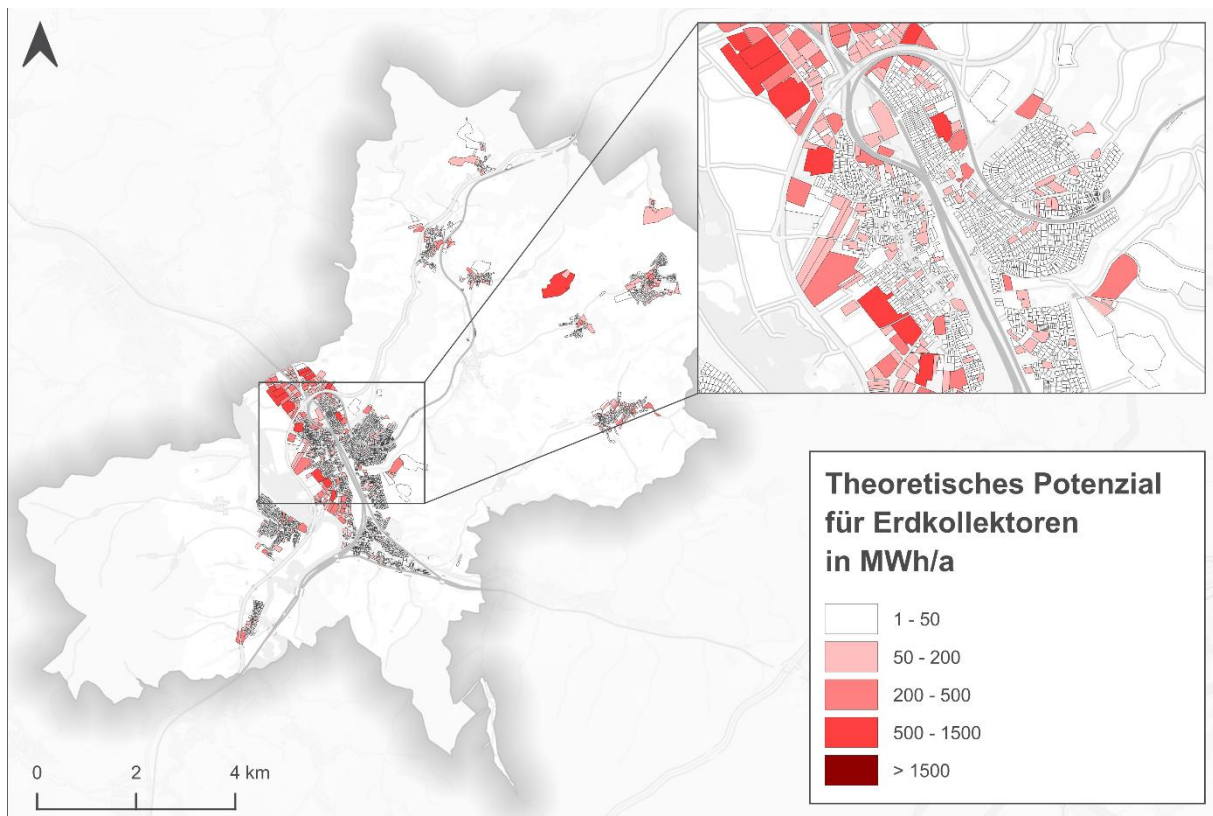 Theoretisches Potenzial
für Erdkollektoren
in MWh/a
1 - 50
50 - 200
200 - 500
500 - 1500
> 1500
0 2 4 km